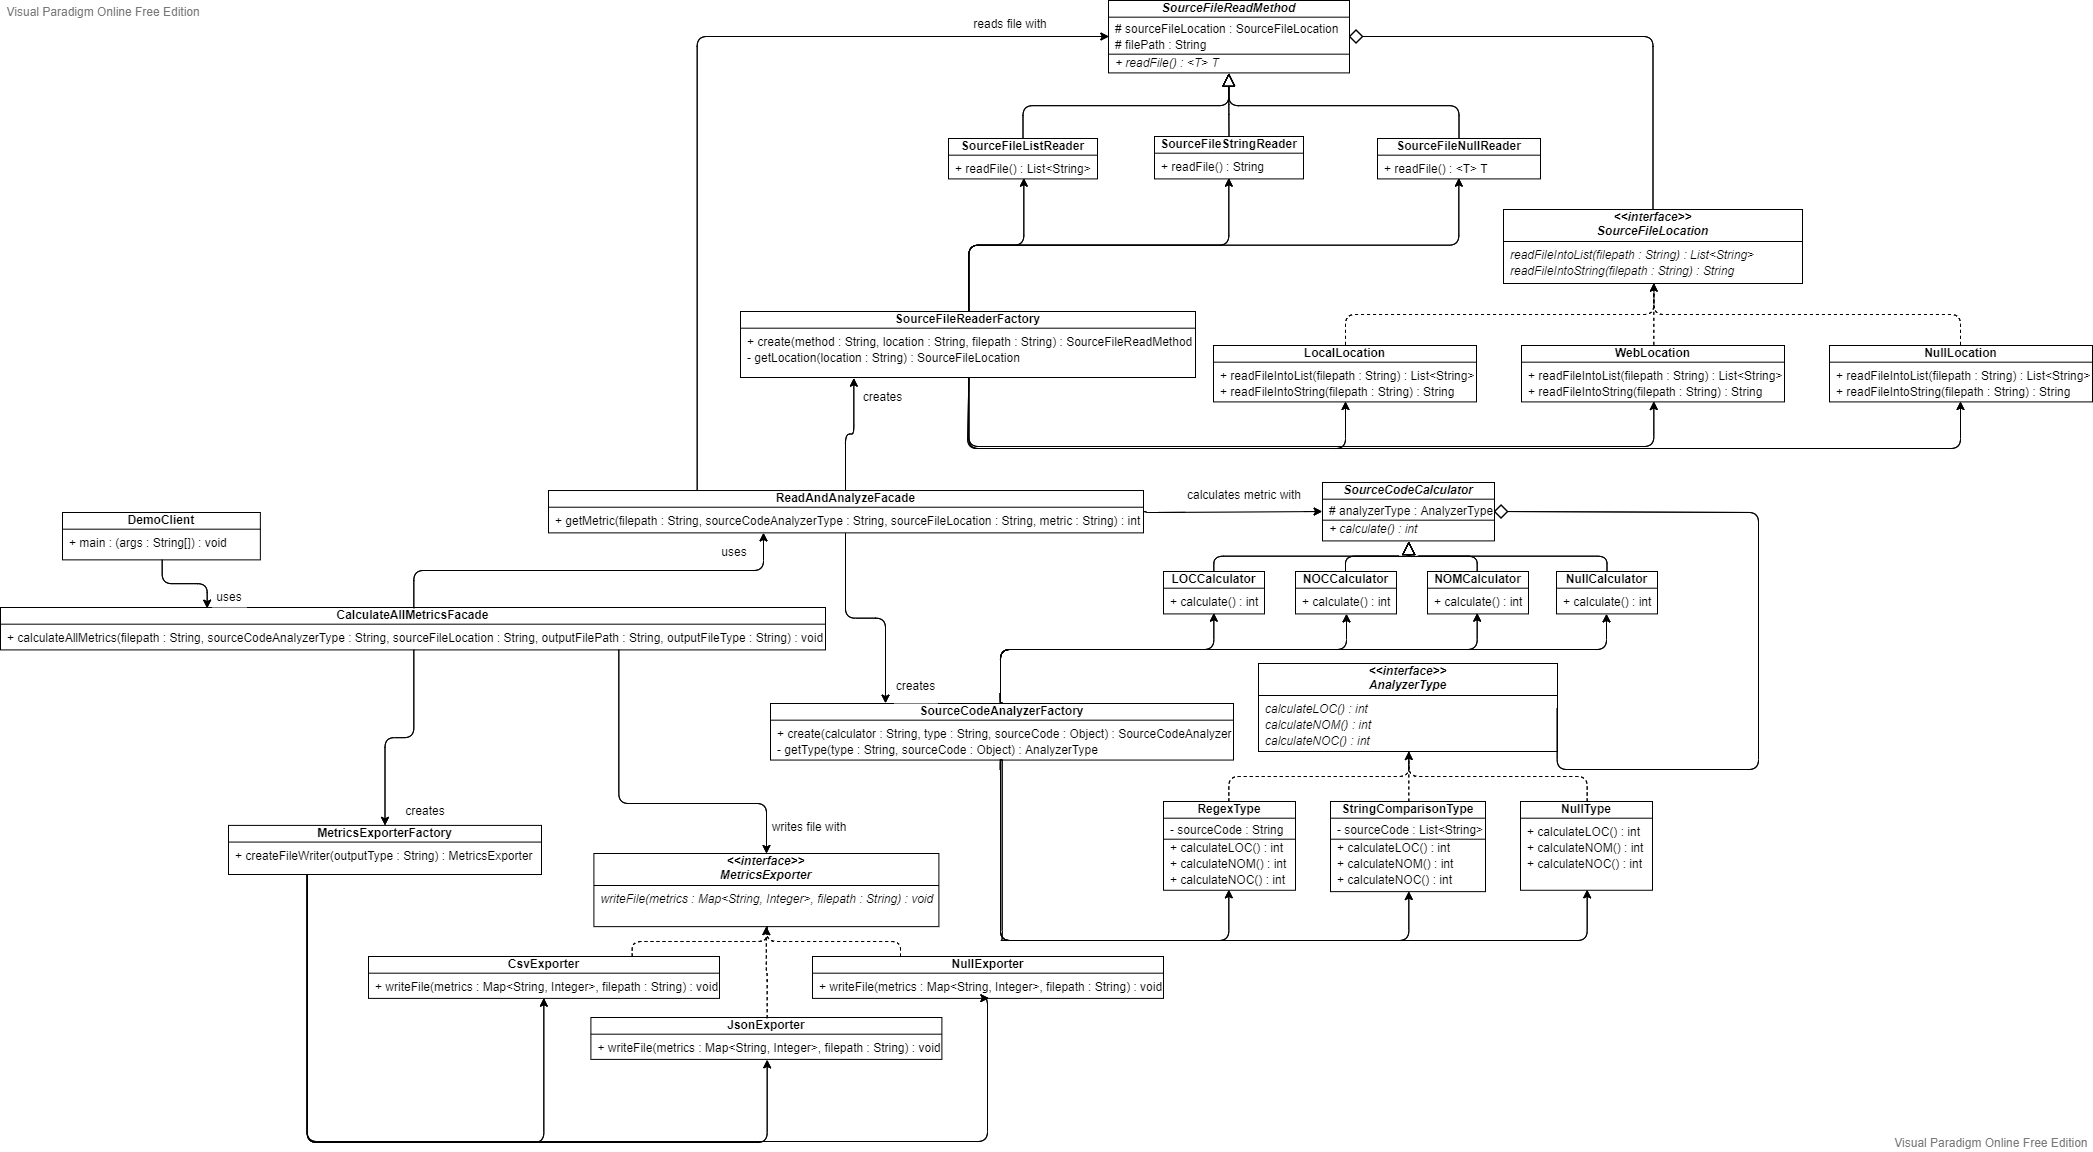 Visual Paradigm Online Free Edition
SourceFileReadMethod
# sourceFileLocation : SourceFileLocation
# filePath : String
+ readFile() : <T> T
reads file with
SourceFileListReader
+ readFile() : List<String>
SourceFileStringReader
+ readFile() : String
SourceFileNullReader
+ readFile() : <T> T
<<interface>>
SourceFileLocation
readFileIntoList(filepath : String) : List<String>
readFileIntoString(filepath : String) : String
SourceFileReaderFactory
+ create(method : String, location : String, filepath : String) : SourceFileReadMethod
- getLocation(location : String) : SourceFileLocation
LocalLocation
+ readFileIntoList(filepath : String) : List<String>
+ readFileIntoString(filepath : String) : String
WebLocation
+ readFileIntoList(filepath : String) : List<String>
+ readFileIntoString(filepath : String) : String
NullLocation
+ readFileIntoList(filepath : String) : List<String>
+ readFileIntoString(filepath : String) : String
creates
ReadAndAnalyzeFacade
+ getMetric(filepath : String, sourceCodeAnalyzerType : String, sourceFileLocation : String, metric : String) : int
calculates metric with
SourceCodeCalculator
# analyzerType : AnalyzerType
+ calculate() : int
DemoClient
+ main : (args : String[]) : void
uses
uses
LOCCalculator
+ calculate() : int
NOCCalculator
+ calculate() : int
NOMCalculator
+ calculate() : int
NullCalculator
+ calculate() : int
CalculateAllMetricsFacade
+ calculateAllMetrics(filepath : String, sourceCodeAnalyzerType : String, sourceFileLocation : String, outputFilePath : String, outputFileType : String) : void
creates
SourceCodeAnalyzerFactory
+ create(calculator : String, type : String, sourceCode : Object) : SourceCodeAnalyzer
- getType(type : String, sourceCode : Object) : AnalyzerType
<<interface>>
AnalyzerType
calculateLOC() : int
calculateNOM() : int
calculateNOC() : int
RegexType
- sourceCode : String
+ calculateLOC() : int
+ calculateNOM() : int
+ calculateNOC() : int
StringComparisonType
- sourceCode : List<String>
+ calculateLOC() : int
+ calculateNOM() : int
+ calculateNOC() : int
NullType
+ calculateLOC() : int
+ calculateNOM() : int
+ calculateNOC() : int
creates
MetricsExporterFactory
+ createFileWriter(outputType : String) : MetricsExporter
writes file with
<<interface>>
MetricsExporter
writeFile(metrics : Map<String, Integer>, filepath : String) : void
CsvExporter
+ writeFile(metrics : Map<String, Integer>, filepath : String) : void
NullExporter
+ writeFile(metrics : Map<String, Integer>, filepath : String) : void
JsonExporter
+ writeFile(metrics : Map<String, Integer>, filepath : String) : void
Visual Paradigm Online Free Edition